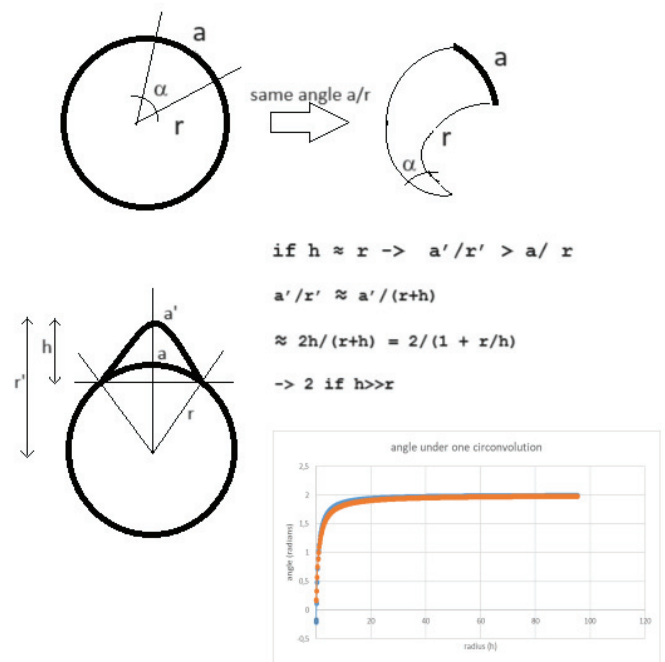 a
α
r
same angle a/r
a
r
α
if h ≈ r -> a'/r' > a/ r
a'/r' ≈ a'/(r+h)
≈ 2h/(r+h) = 2/(1 + r/h)
-> 2 if h>>r
a'
h
a
r'
r
angle under one circonvolution
2,5
2
1,5
1
0,5
0
-0,5
20
40
60
80
100
120
angle (radians)
radius (h)